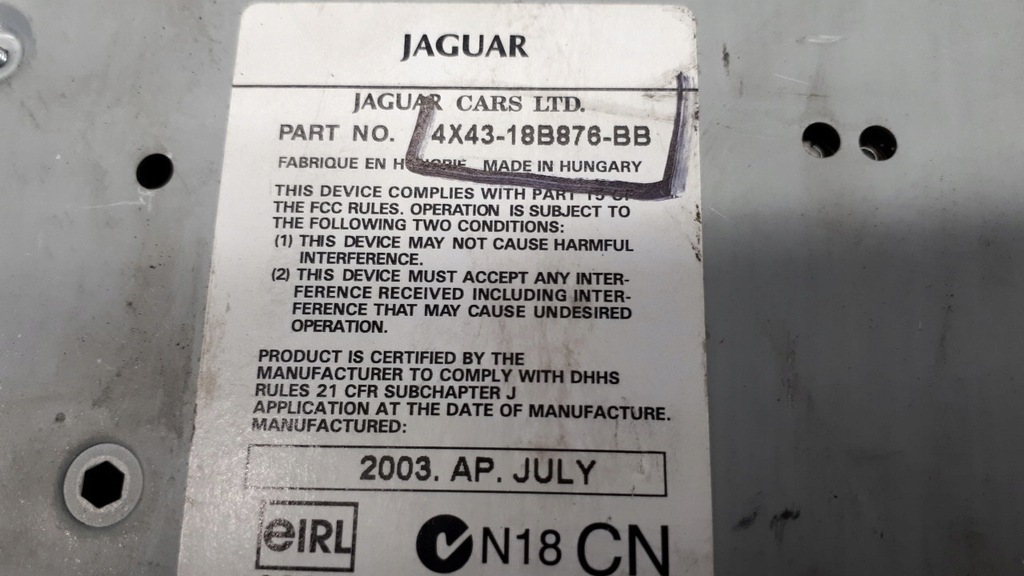 JAGUAR
JAGUAR CARS LTD.
PART NO. 4X43-18B876-BB
FABRIQUE EN HONGRIE MADE IN HUNGARY
THIS DEVICE COMPLIES WITH PART 15 OF
THE FCC RULES. OPERATION IS SUBJECT TO
THE FOLLOWING TWO CONDITIONS:
(1) THIS DEVICE MAY NOT CAUSE HARMFUL
INTERFERENCE.
(2) THIS DEVICE MUST ACCEPT ANY INTER-
FERENCE RECEIVED INCLUDING INTER-
FERENCE THAT MAY CAUSE UNDESIRED
OPERATION.
PRODUCT IS CERTIFIED BY THE
MANUFACTURER TO COMPLY WITH DHHS
RULES 21 CFR SUBCHAPTER J
APPLICATION AT THE DATE OF MANUFACTURE.
MANUFACTURED:
2003. AP. JULY
eIRL N18 CN